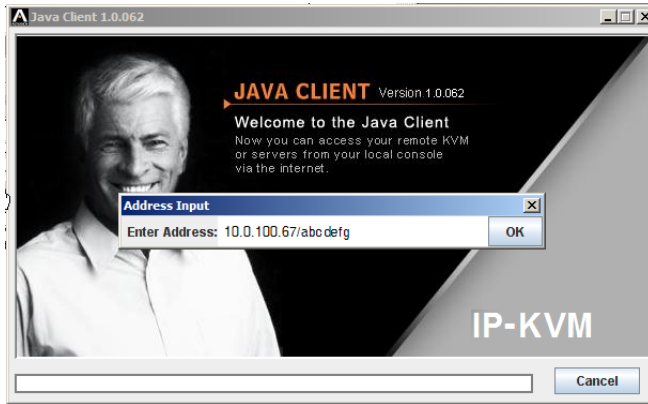 Java Client 1.0.062
JAVA CLIENT Version 1.0.062
Welcome to the Java Client
Now you can access your remote KVM
or servers from your local console
via the internet.
Address Input
Enter Address: 10.0.100.67/abcdefg OK
IP-KVM
Cancel